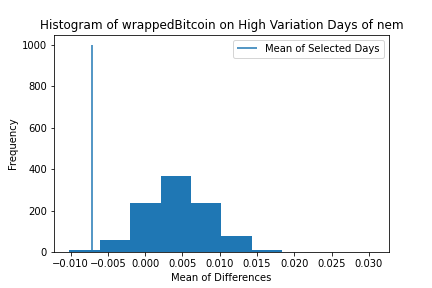 Histogram of wrappedBitcoin on High Variation Days of nem
Mean of Selected Days
Frequency
1000
800
600
400
200
0
−0.010 −0.005 0.000 0.005 0.010 0.015 0.020 0.025 0.030
Mean of Differences